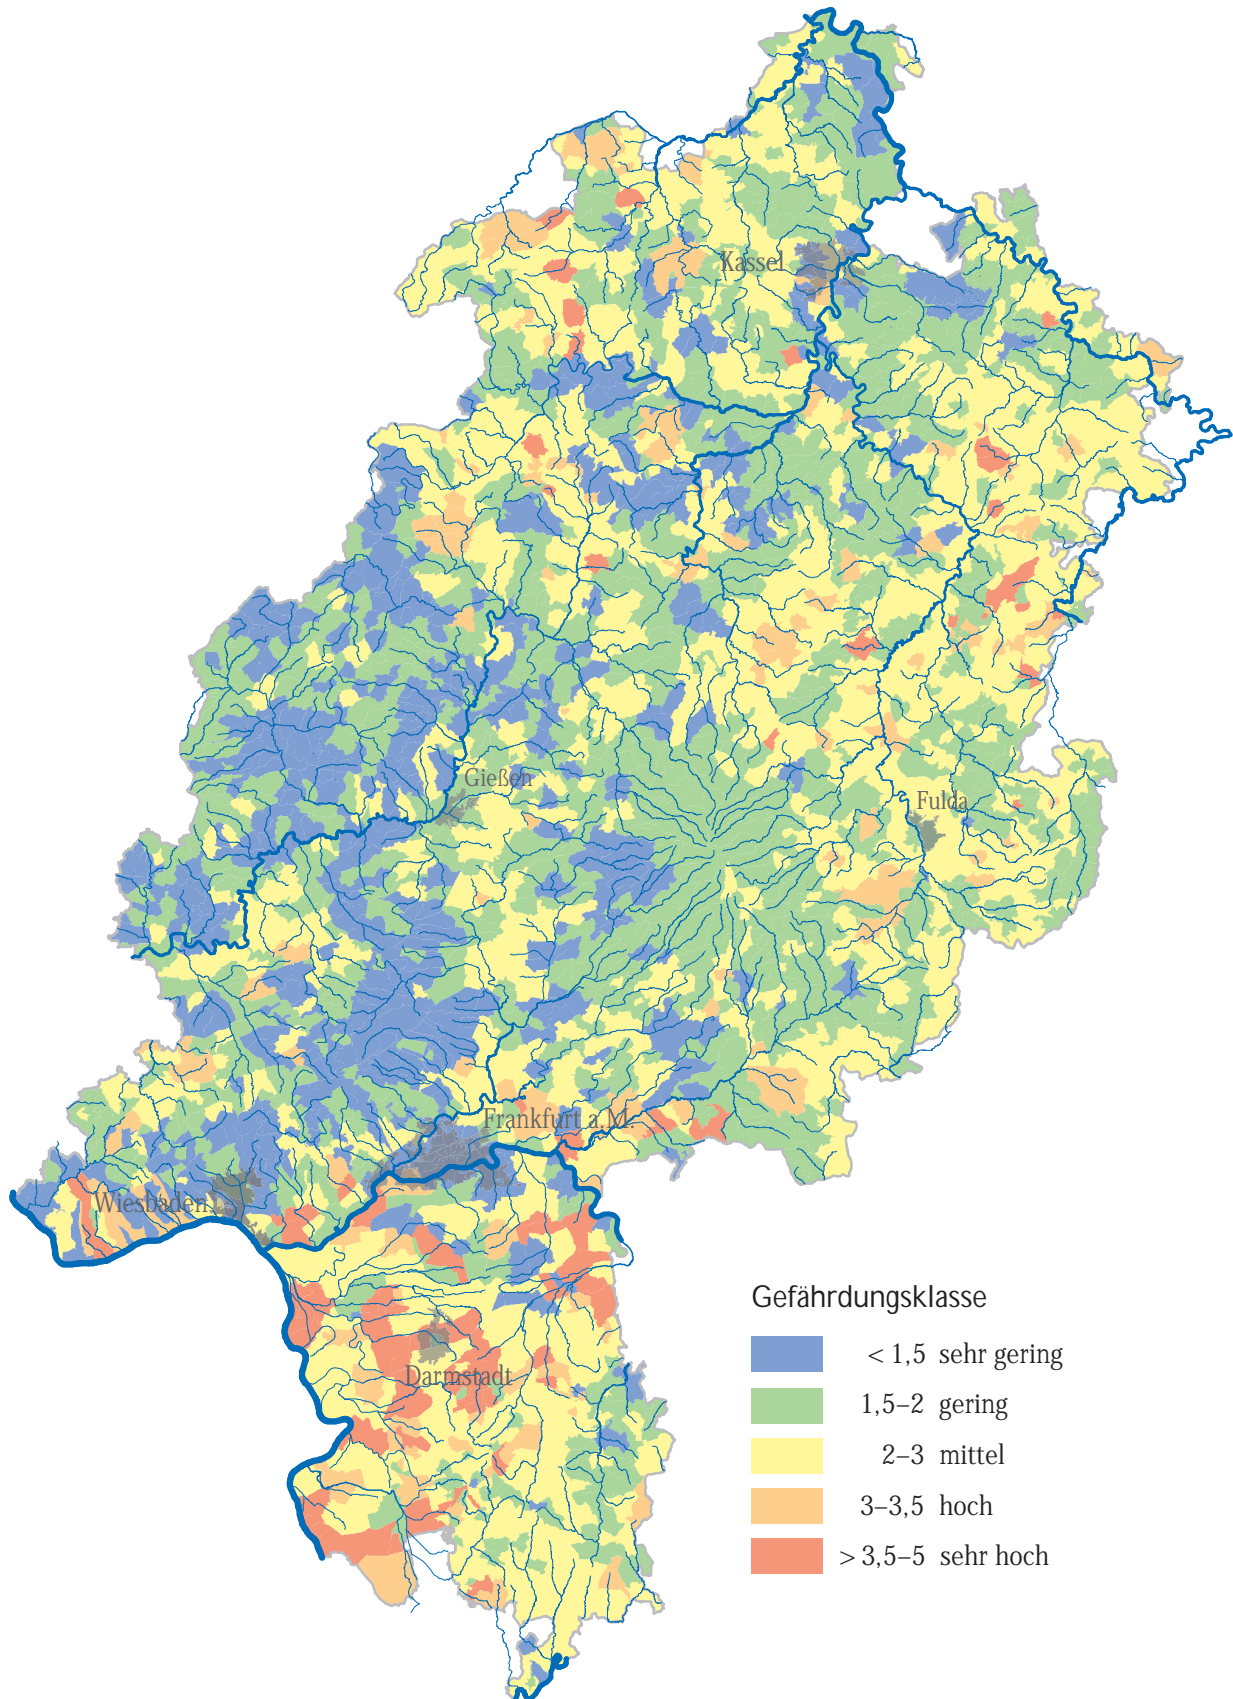 Kassel
Gießen
Fulda
Frankfurt a.M.
Wiesbaden
Darmstadt
Gefährdungsklasse
< 1,5 sehr gering
1,5–2 gering
2–3 mittel
3–3,5 hoch
> 3,5–5 sehr hoch